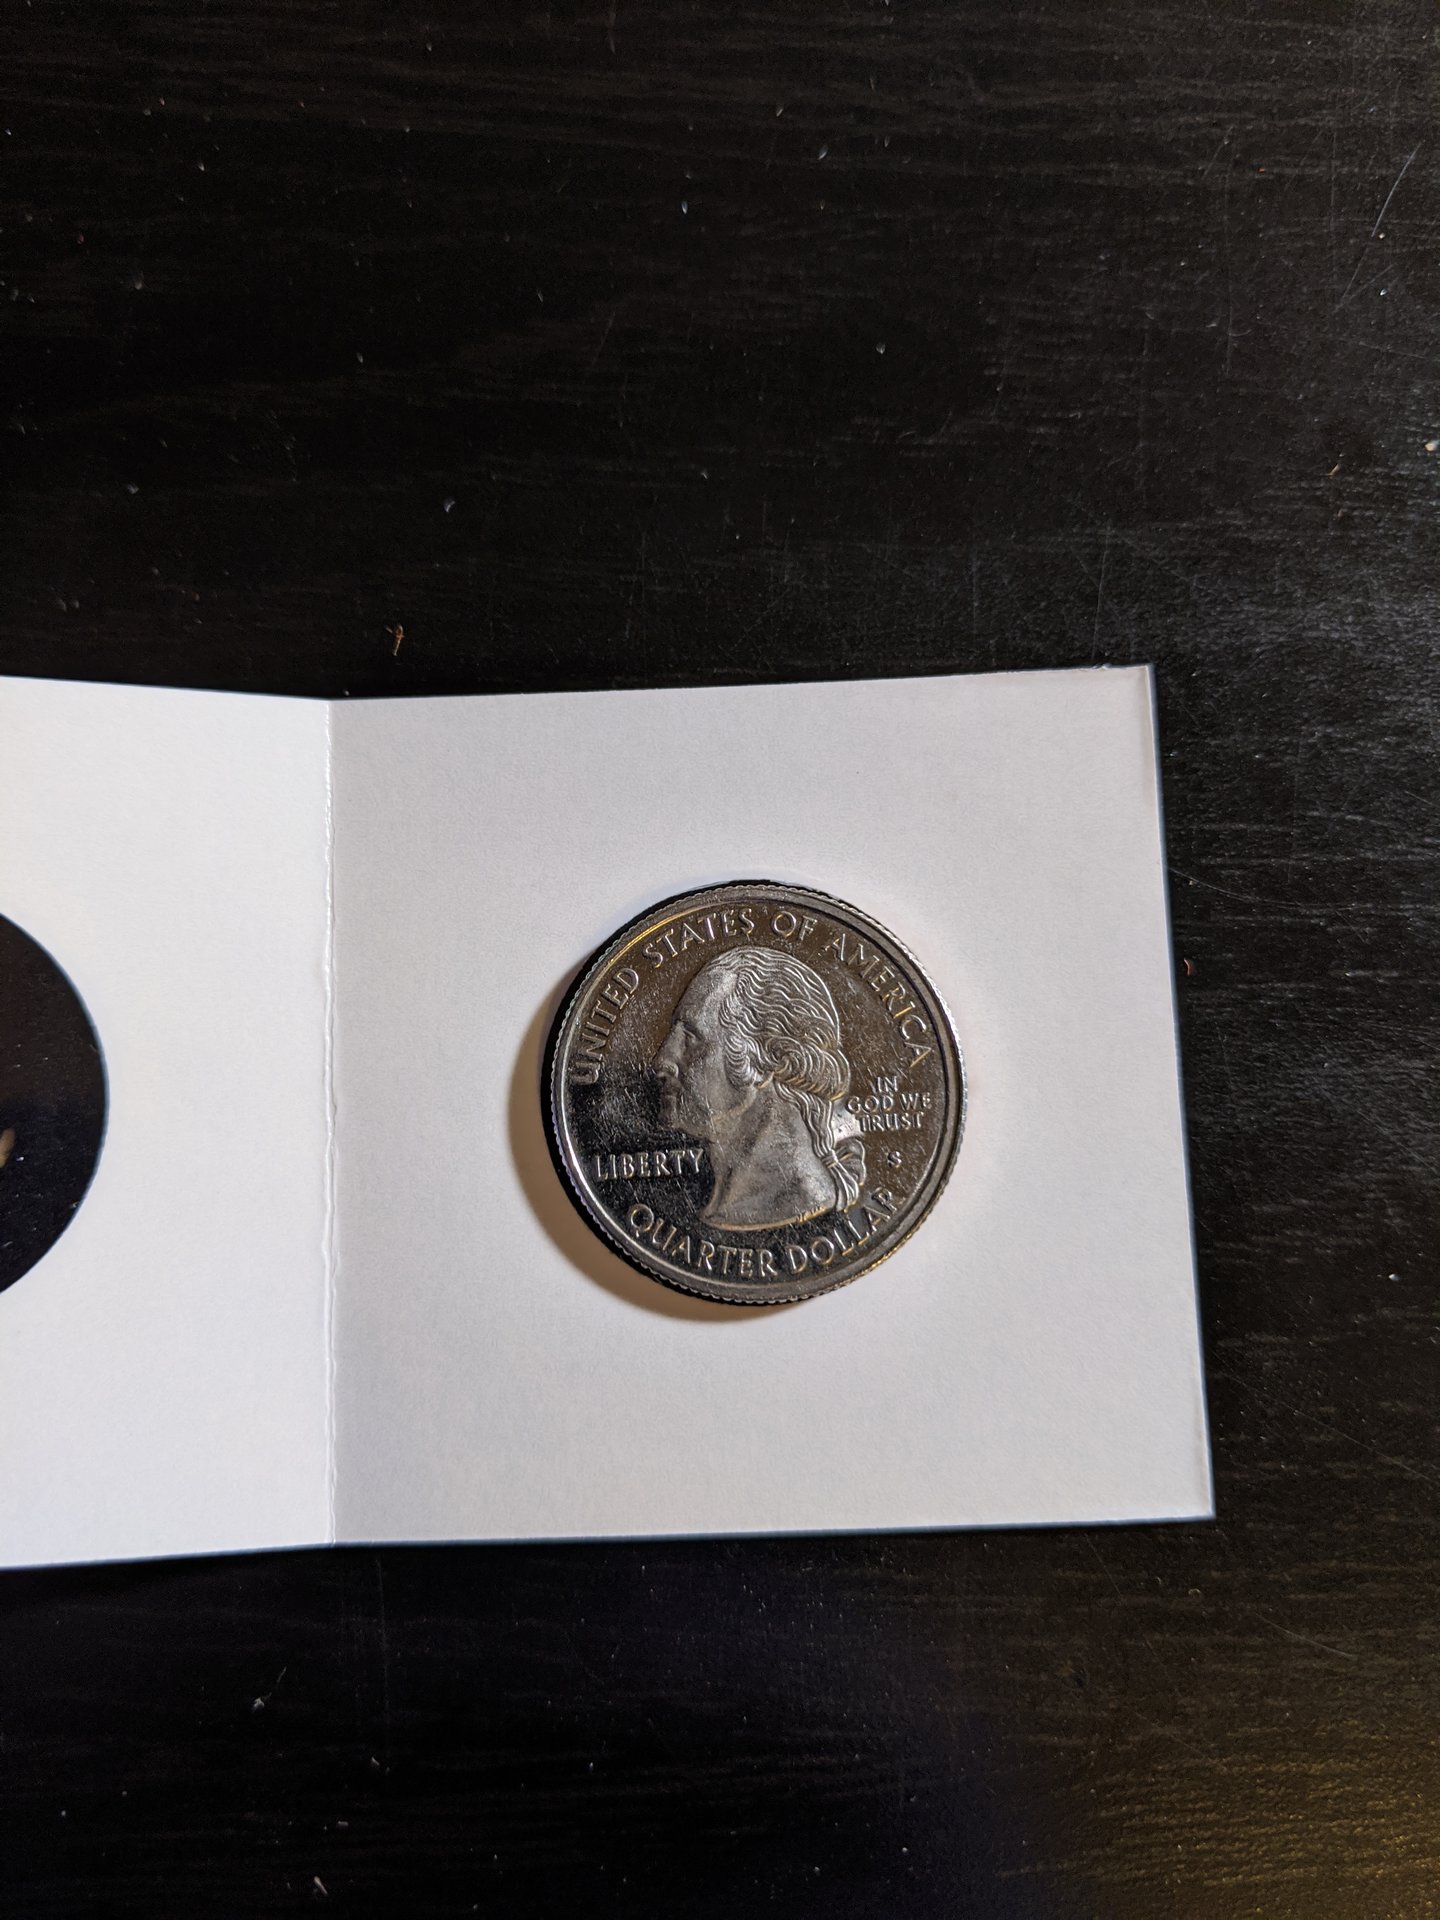 UNITED STATES OF AMERICA
LIBERTY
IN
GOD WE
TRUST
S
QUARTER DOLLAR